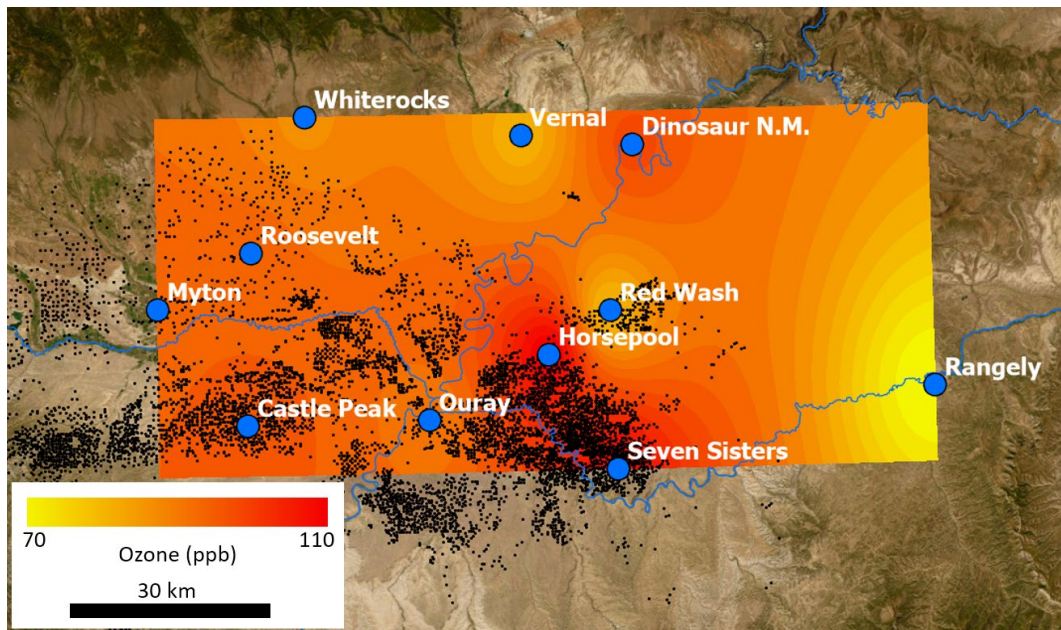 Whiterocks
Vernal
Dinosaur N.M.
Roosevelt
Myton
Red Wash
Horsepool
Rangely
Castle Peak
Ouray
Seven Sisters
70 110
Ozone (ppb)
30 km